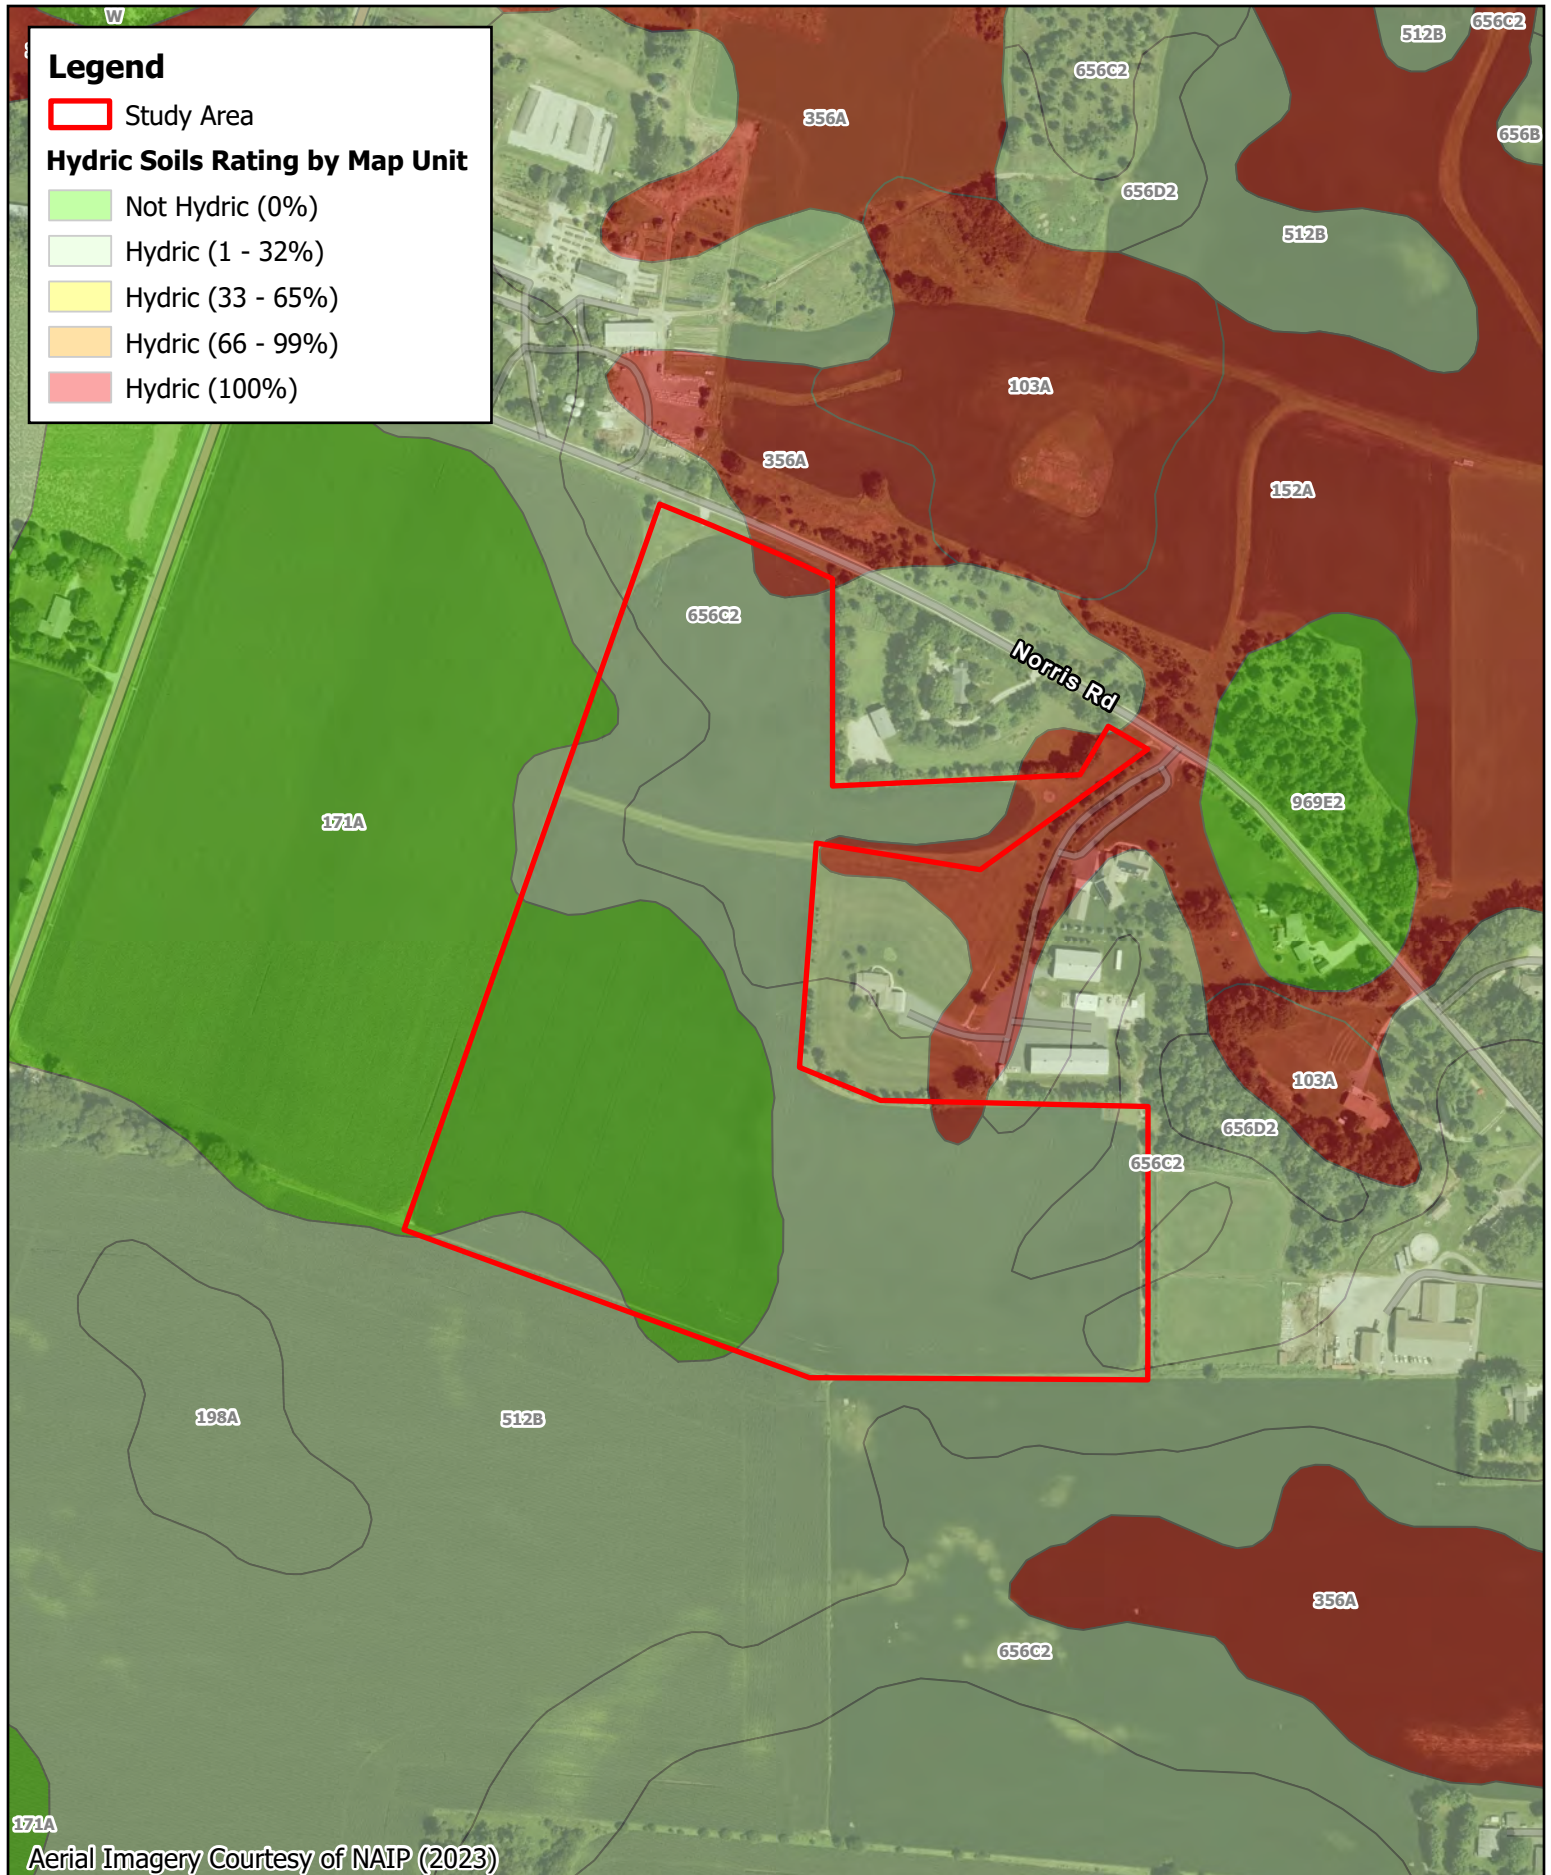 W
Legend
Study Area
Hydric Soils Rating by Map Unit
Not Hydric (0%)
Hydric (1 - 32%)
Hydric (33 - 65%)
Hydric (66 - 99%)
Hydric (100%)
656C2
512B
656C2
356A
656B
656D2
512B
103A
356A
152A
656C2
Norris Rd
969E2
171A
103A
656D2
656C2
198A
512B
356A
656C2
171A
Aerial Imagery Courtesy of NAIP (2023)